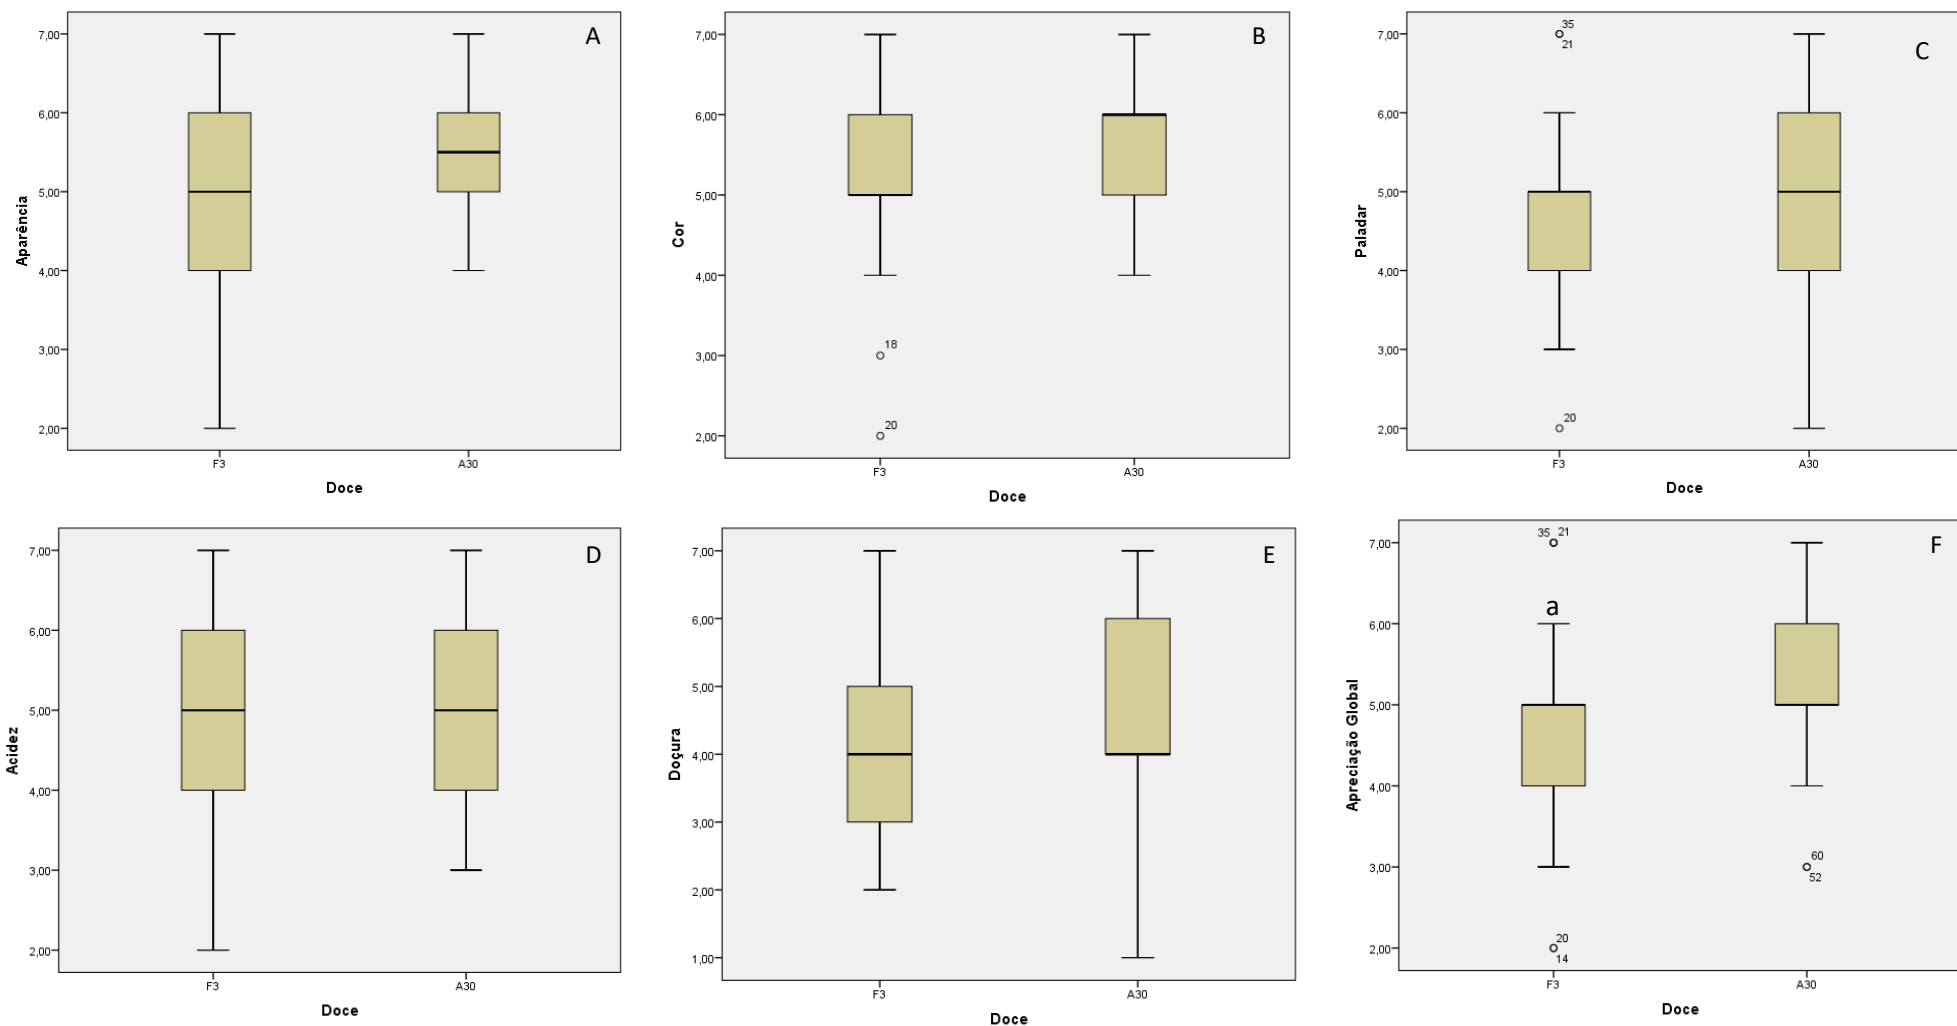 A
7,00
6,00
5,00
4,00
3,00
2,00
Aparência
F3
A30
Doce
B
7,00
6,00
5,00
4,00
3,00
2,00
Cor
18
20
F3
A30
Doce
C
7,00
6,00
5,00
4,00
3,00
2,00
Paladar
35
21
20
F3
A30
Doce
D
7,00
6,00
5,00
4,00
3,00
2,00
Acidez
F3
A30
Doce
E
7,00
6,00
5,00
4,00
3,00
2,00
1,00
Doçura
F3
A30
Doce
F
7,00
6,00
5,00
4,00
3,00
2,00
Apreciação Global
35 21
a
60
52
20
14
F3
A30
Doce